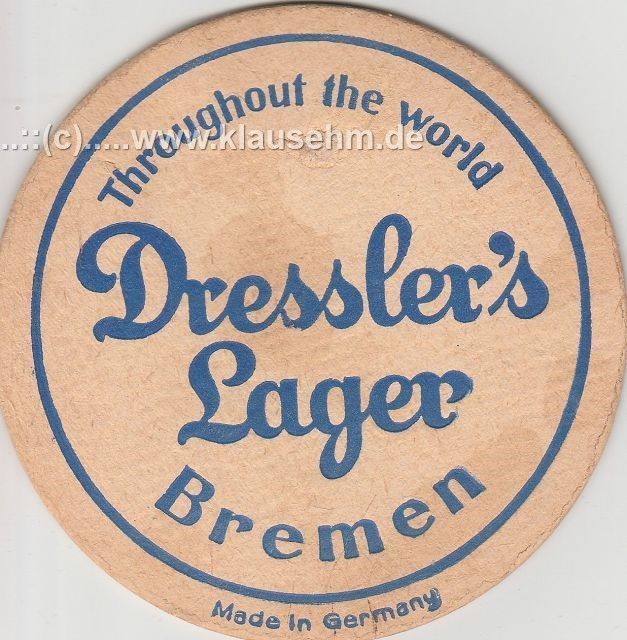 Throughout the world
..::(c).....www.klausehm.de
Dressler's
Lager
Bremen
Made in Germany